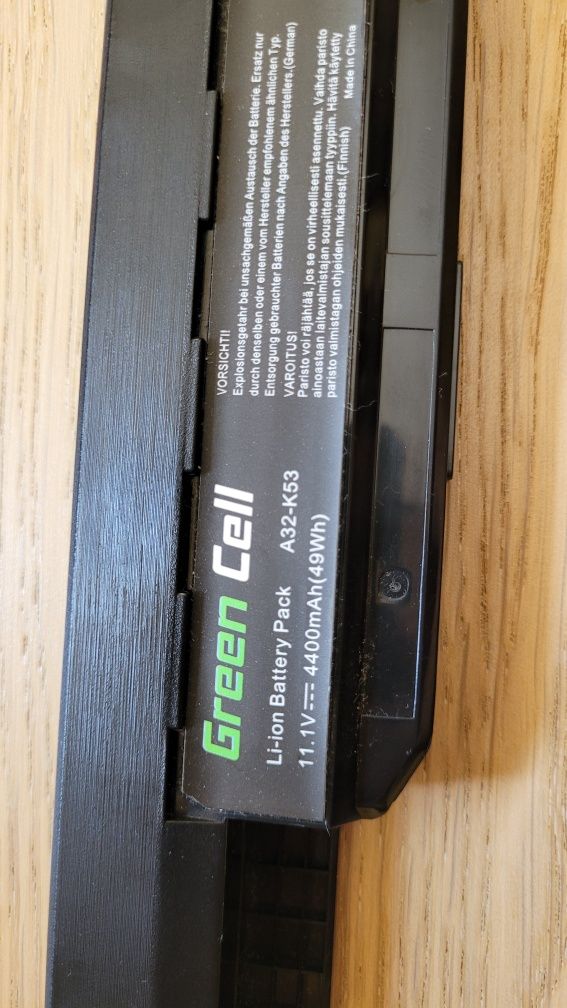 Green Cell
Li-ion Battery Pack A32-K53
11.1V⎓4400mAh(49Wh)
VORSICHT!
Explosionsgetahr bei unsachgemäßen Austausch der Batterie. Ersatz nur
durch denselben oder einem vom Hersteller empfohlenem ähnlichen Typ.
Entsorgung gebrauchter Batterien nach Angaben des Herstellers.(German)
VAROITUS!
Paristo voi räjähtää, jos se on virheellisesti asennettu. Vaihda paristo
ainoastaan laitevalmistajan sousittelemaan tyyppiin. Hävitä käytetty
paristo valmistagan ohjeiden mukaisesti.(Finnish)
Made in China